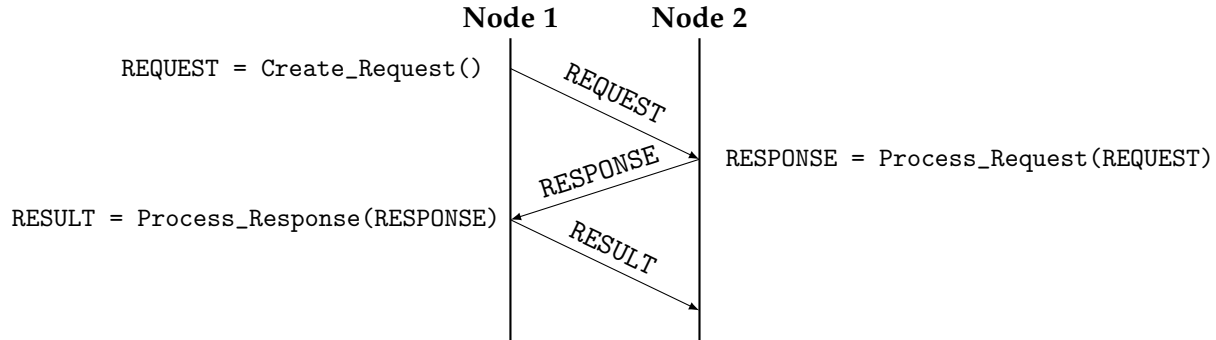 Node 1 Node 2
REQUEST = Create_Request()
REQUEST
RESPONSE
RESPONSE = Process_Request(REQUEST)
RESULT = Process_Response(RESPONSE)
RESULT